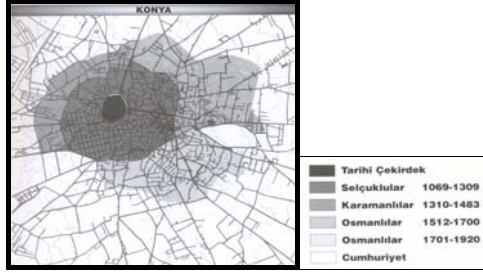 KONYA
Tarihi Çekirdek
Selçuklular 1069-1309
Karamanlılar 1310-1483
Osmanlılar 1512-1700
Osmanlılar 1701-1920
Cumhuriyet